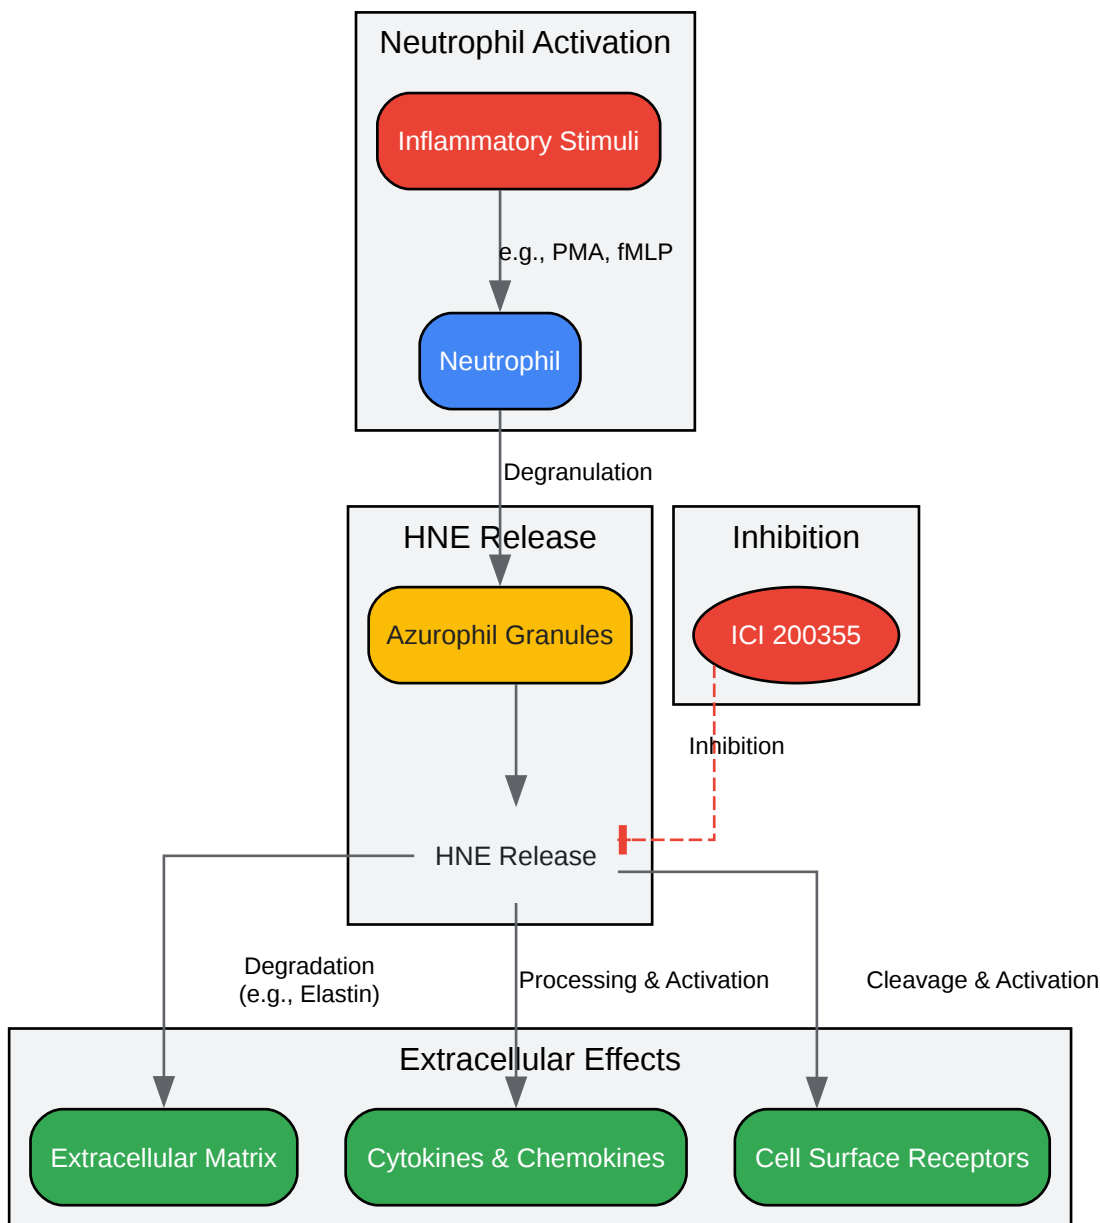 Neutrophil Activation
Inflammatory Stimuli
e.g., PMA, fMLP
Neutrophil
Degranulation
HNE Release
Inhibition
Azurophil Granules
ICI 200355
Inhibition
HNE Release
Degradation
(e.g., Elastin)
Processing & Activation
Cleavage & Activation
Extracellular Effects
Extracellular Matrix
Cytokines & Chemokines
Cell Surface Receptors